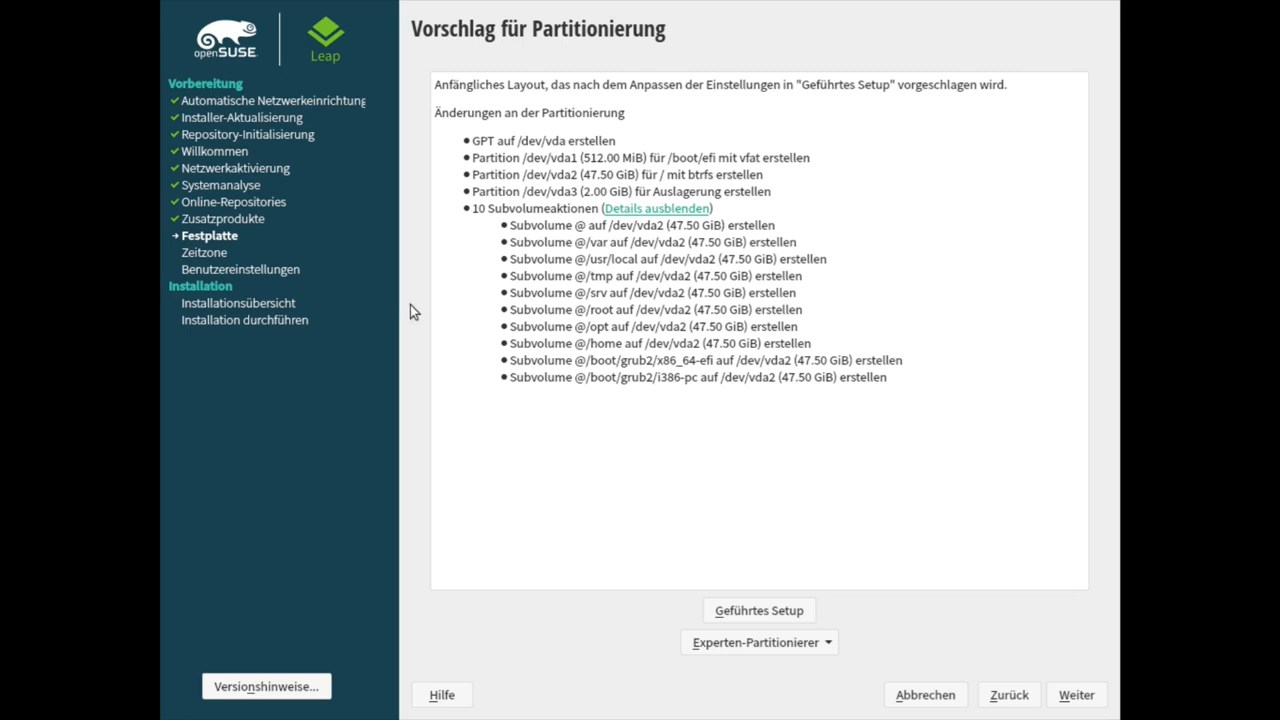 openSUSE
Leap
Vorbereitung
Automatische Netzwerkeinrichtung
Installer-Aktualisierung
Repository-Initialisierung
Willkommen
Netzwerkaktivierung
Systemanalyse
Online-Repositories
Zusatzprodukte
Festplatte
Zeitzone
Benutzereinstellungen
Installation
Installationsübersicht
Installation durchführen
Versionshinweise...
Vorschlag für Partitionierung
Anfängliches Layout, das nach dem Anpassen der Einstellungen in "Geführtes Setup" vorgeschlagen wird.
Änderungen an der Partitionierung
GPT auf /dev/vda erstellen
Partition /dev/vda1 (512.00 MiB) für /boot/efi mit vfat erstellen
Partition /dev/vda2 (47.50 GiB) für / mit btrfs erstellen
Partition /dev/vda3 (2.00 GiB) für Auslagerung erstellen
10 Subvolumeaktionen (Details ausblenden)
Subvolume @ auf /dev/vda2 (47.50 GiB) erstellen
Subvolume @/var auf /dev/vda2 (47.50 GiB) erstellen
Subvolume @/usr/local auf /dev/vda2 (47.50 GiB) erstellen
Subvolume @/tmp auf /dev/vda2 (47.50 GiB) erstellen
Subvolume @/srv auf /dev/vda2 (47.50 GiB) erstellen
Subvolume @/root auf /dev/vda2 (47.50 GiB) erstellen
Subvolume @/opt auf /dev/vda2 (47.50 GiB) erstellen
Subvolume @/home auf /dev/vda2 (47.50 GiB) erstellen
Subvolume @/boot/grub2/x86_64-efi auf /dev/vda2 (47.50 GiB) erstellen
Subvolume @/boot/grub2/i386-pc auf /dev/vda2 (47.50 GiB) erstellen
Geführtes Setup
Experten-Partitionierer
Hilfe
Abbrechen
Zurück
Weiter